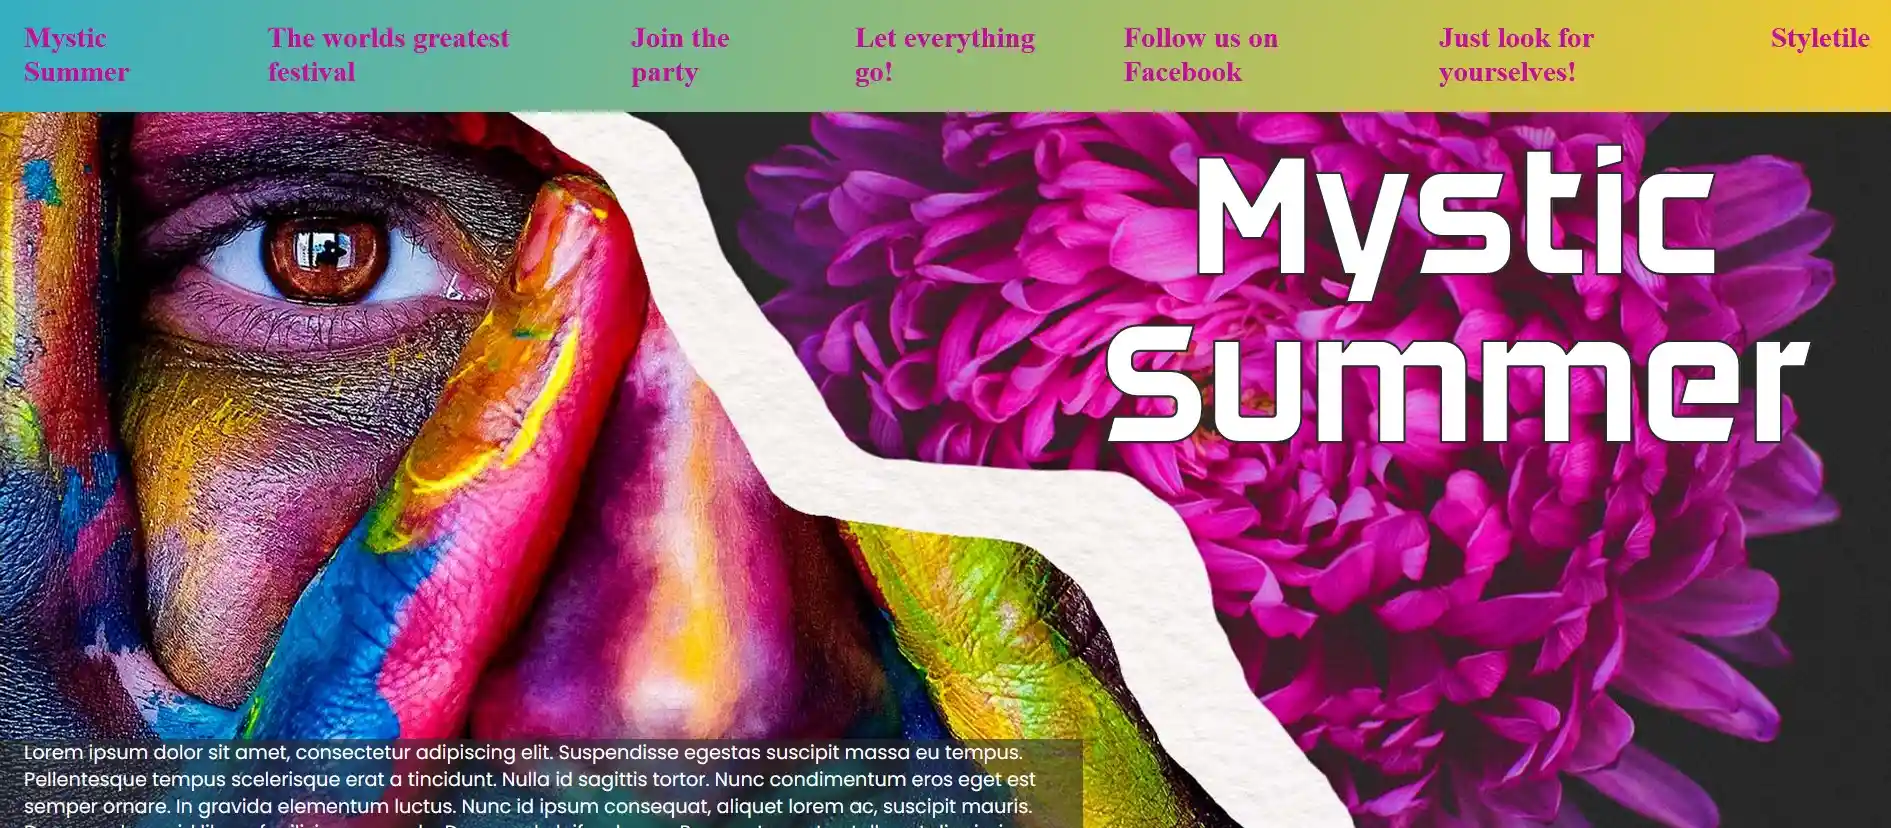 Mystic
Summer
The worlds greatest
festival
Join the
party
Let everything
go!
Follow us on
Facebook
Just look for
yourselves!
Styletile
Mystic
Summer
Lorem ipsum dolor sit amet, consectetur adipiscing elit. Suspendisse egestas suscipit massa eu tempus.
Pellentesque tempus scelerisque erat a tincidunt. Nulla id sagittis tortor. Nunc condimentum eros eget est
semper ornare. In gravida elementum luctus. Nunc id ipsum consequat, aliquet lorem ac, suscipit mauris.